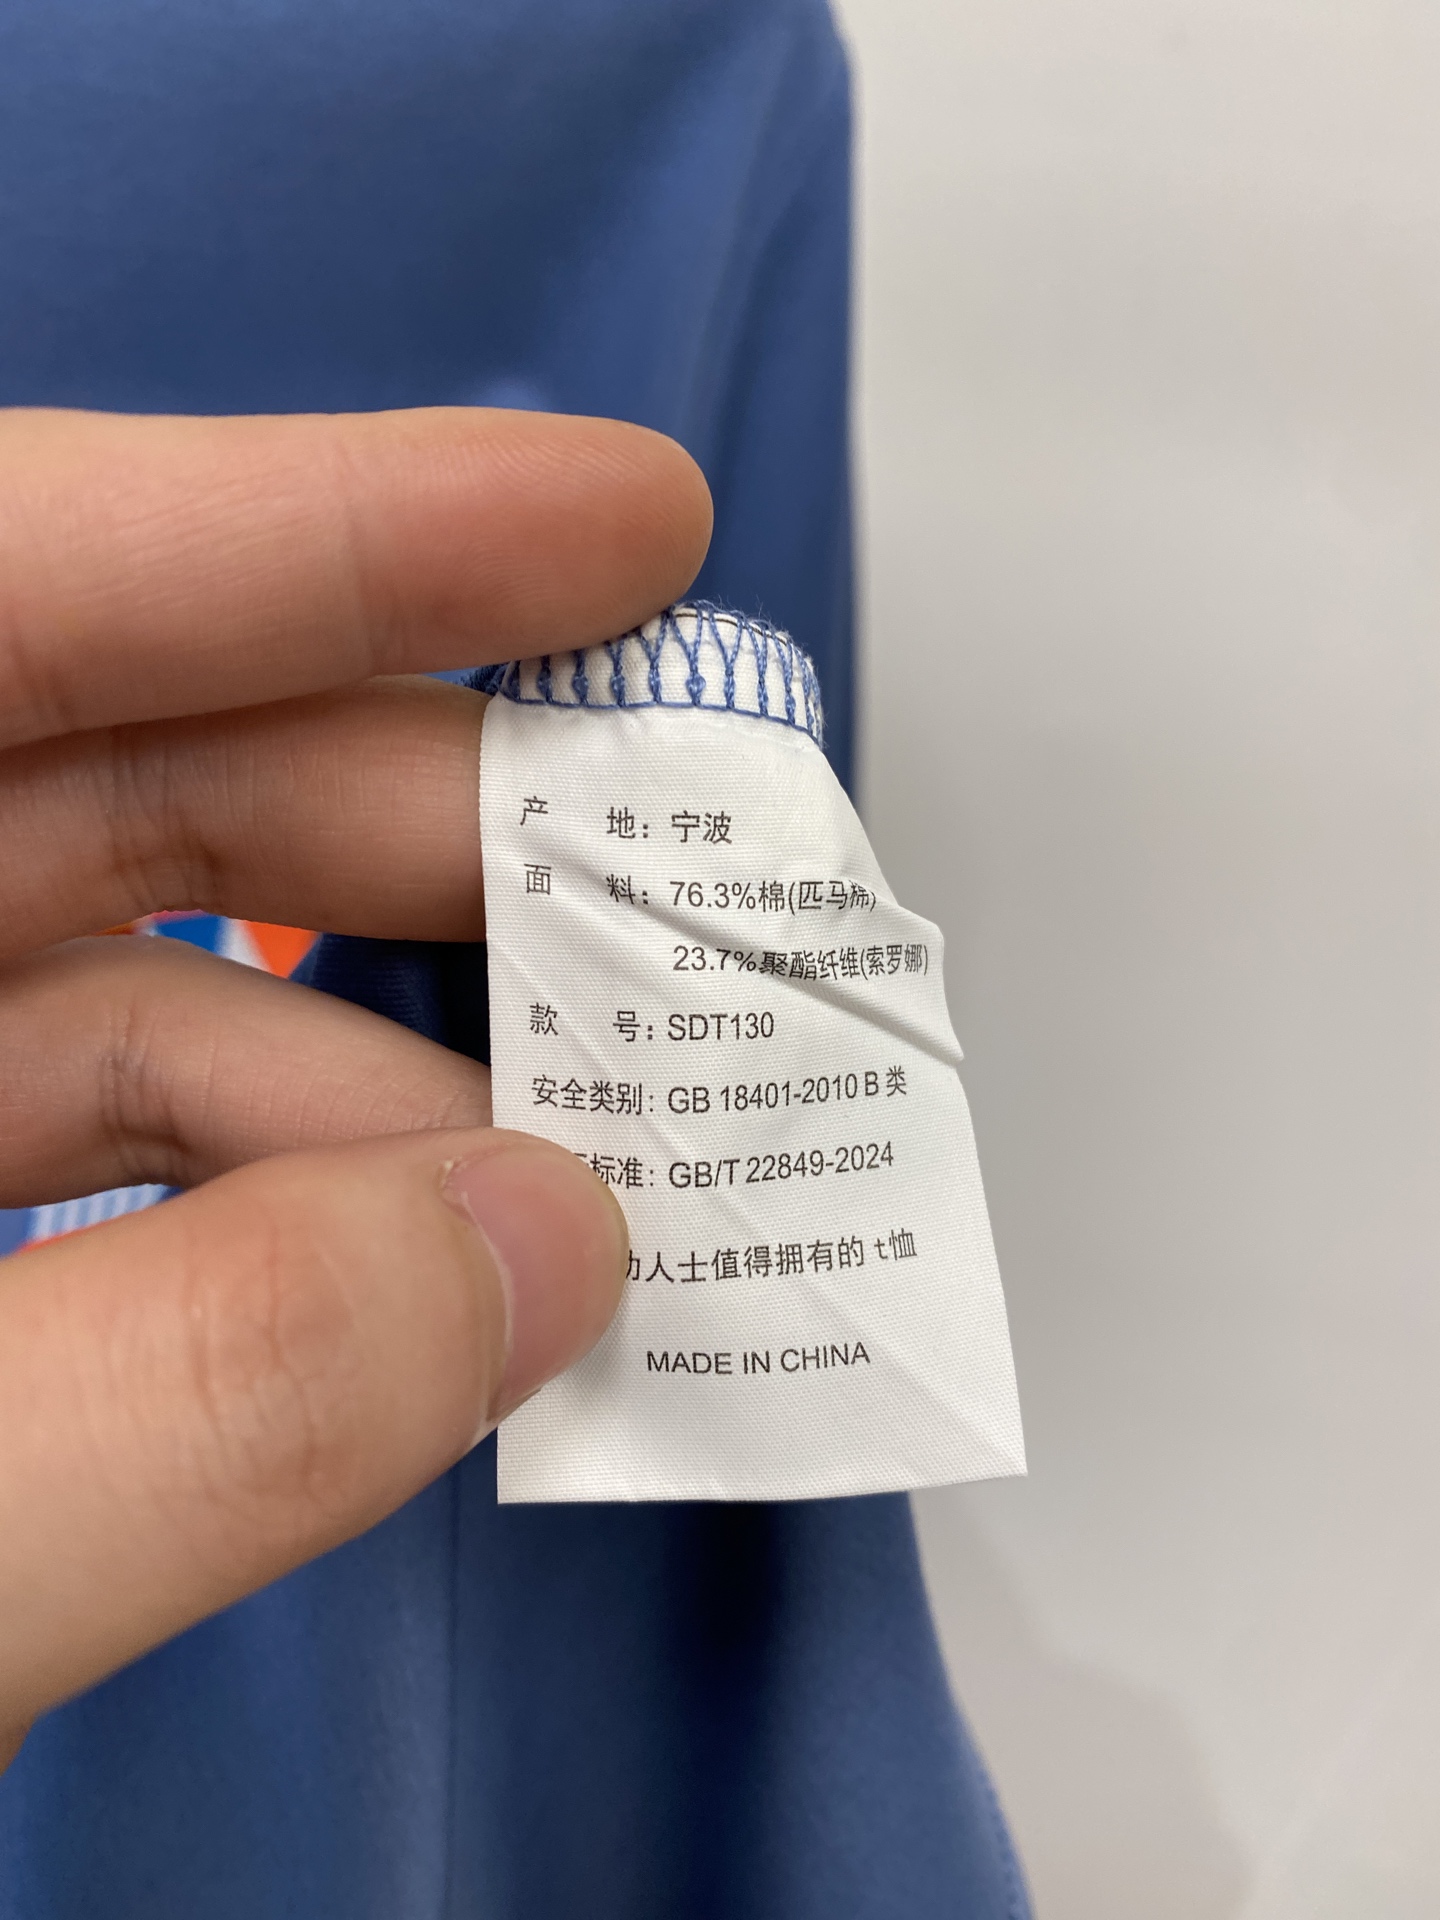 产 地：宁波
面 料：76.3%棉(匹马棉)
23.7%聚酯纤维(索罗娜)
款 号：SDT130
安全类别：GB 18401-2010 B 类
标准：GB/T 22849-2024
人士值得拥有的 t恤
MADE IN CHINA